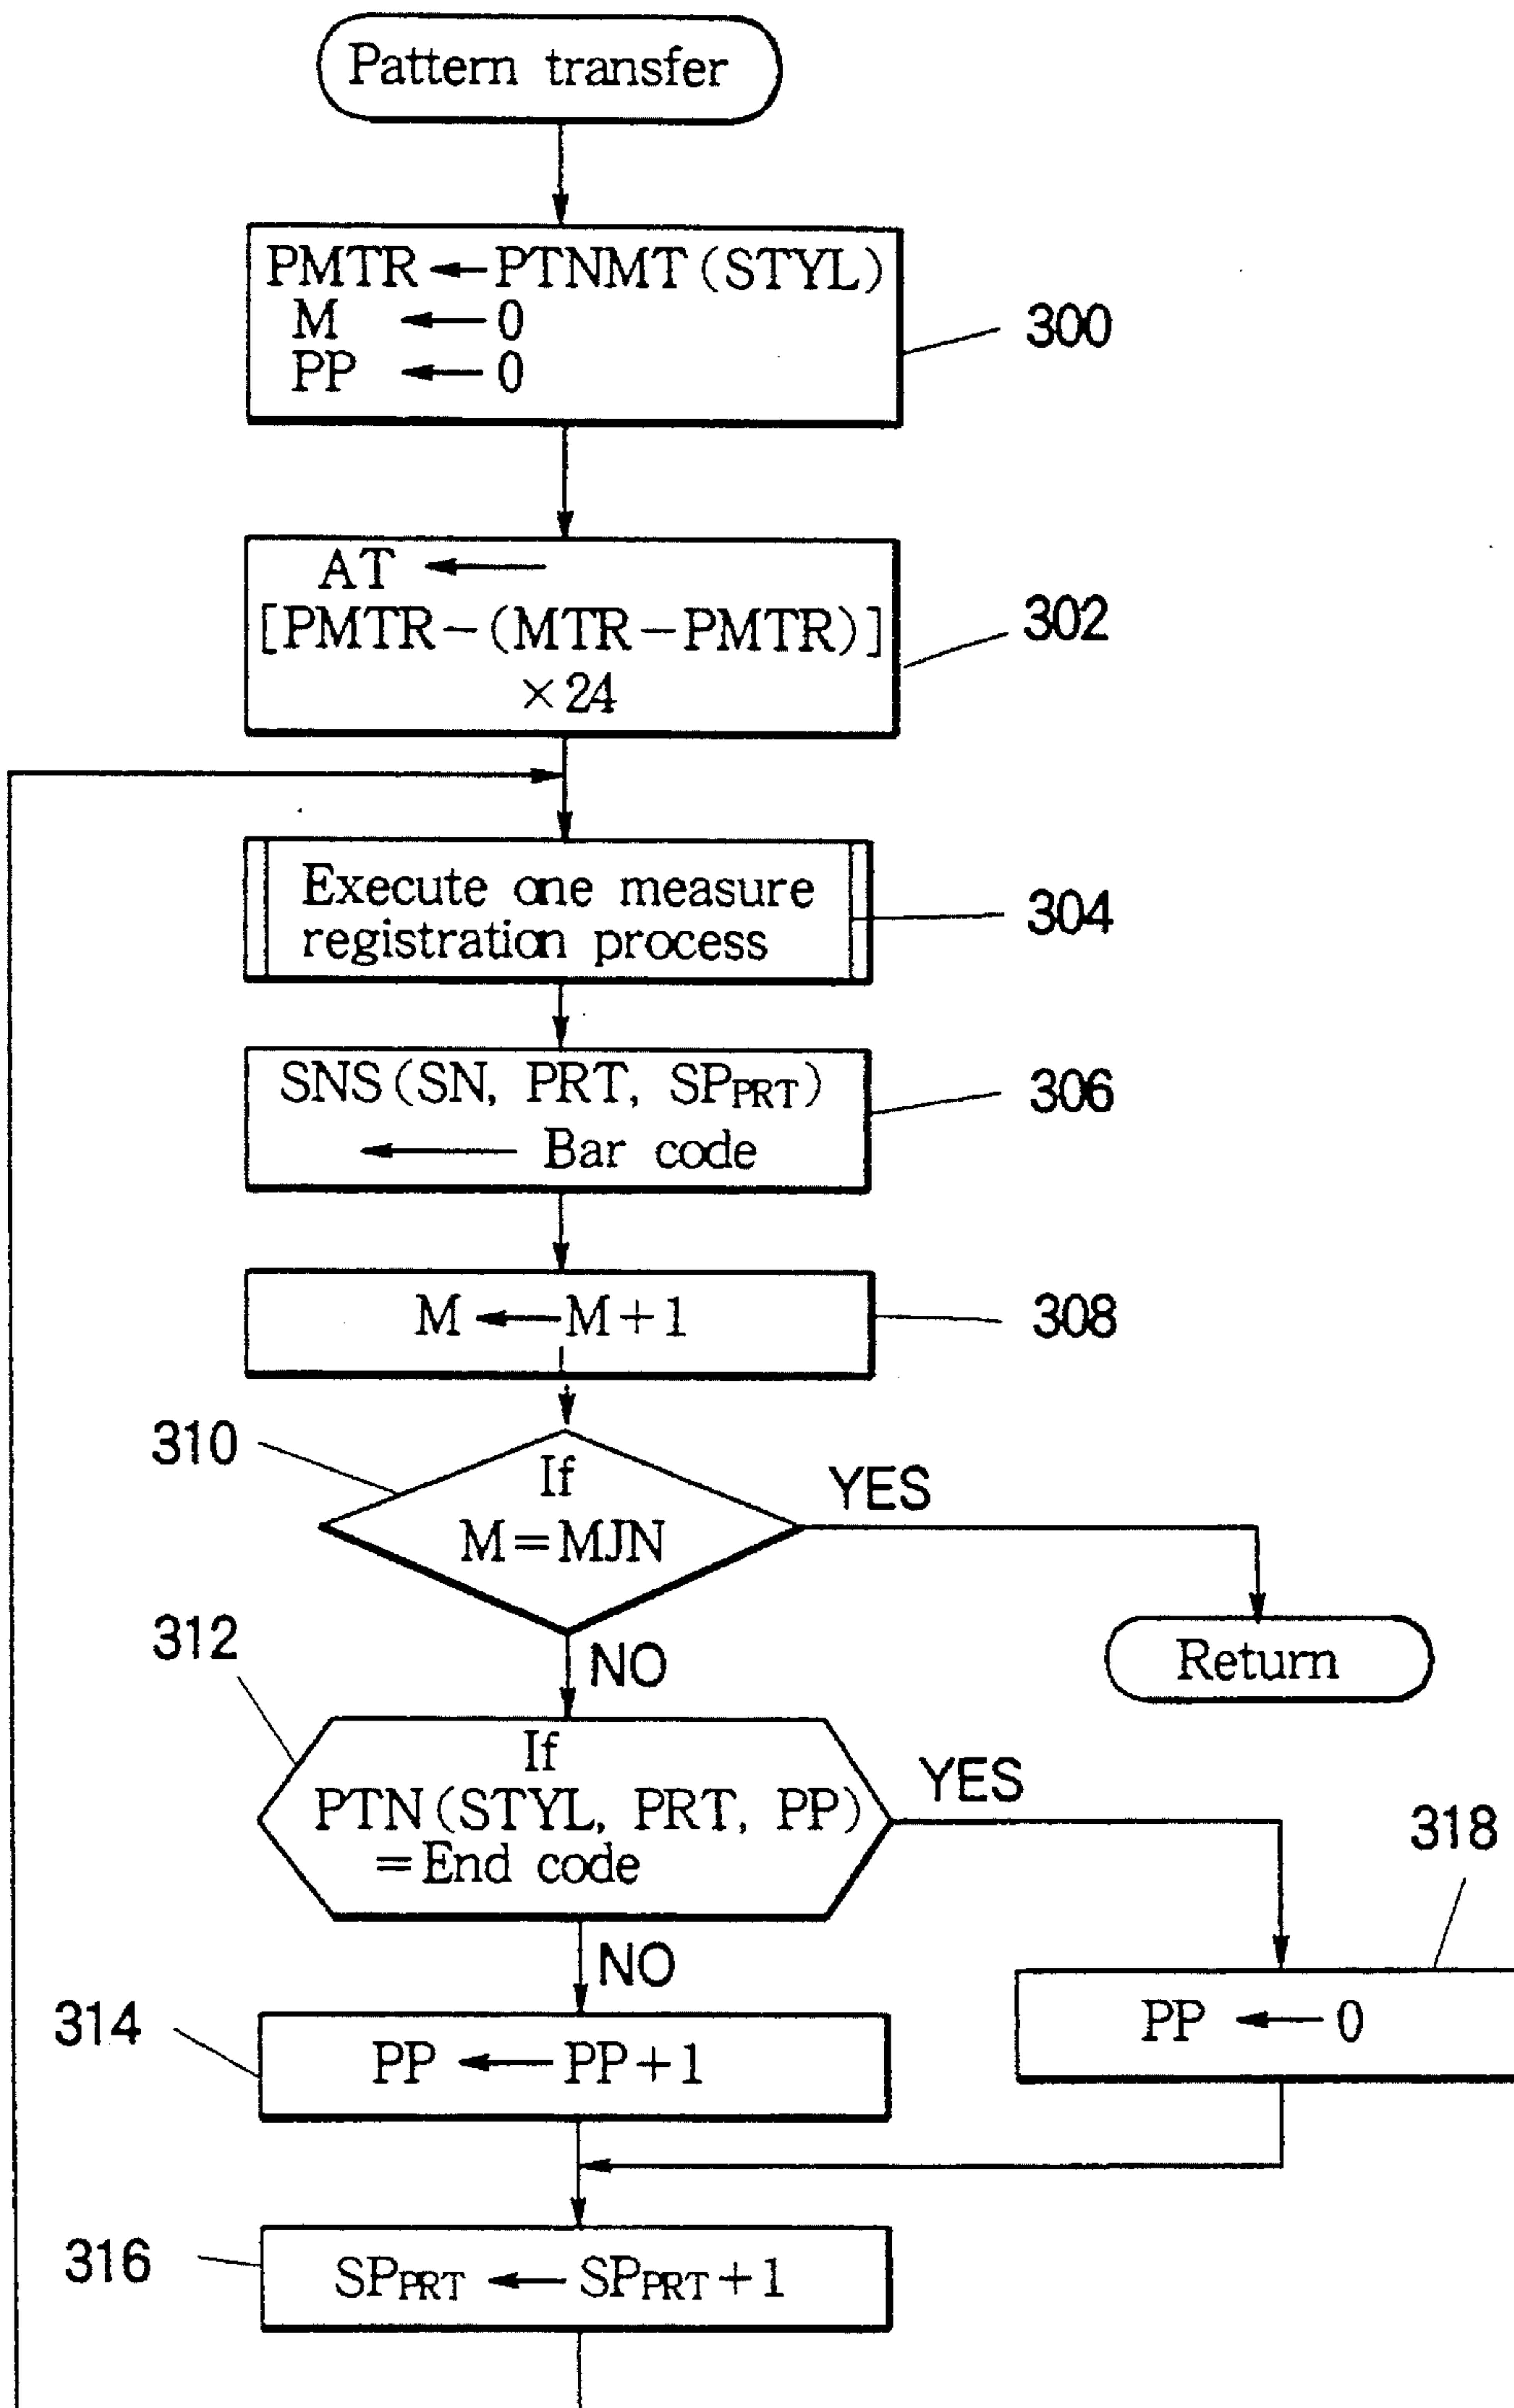 Pattern transfer
PMTR ← PTNMT (STYL)
M ← 0
PP ← 0
300
AT ←
[PMTR－(MTR－PMTR)]
×24
302
Execute one measure
registration process
304
SNS (SN, PRT, SPPRT)
← Bar code
306
M ← M+1
308
310
If
M=MJN
YES
Return
NO
312
If
PTN (STYL, PRT, PP)
=End code
YES
318
NO
PP ← 0
314
PP ← PP+1
316
SPPRT ← SPPRT+1